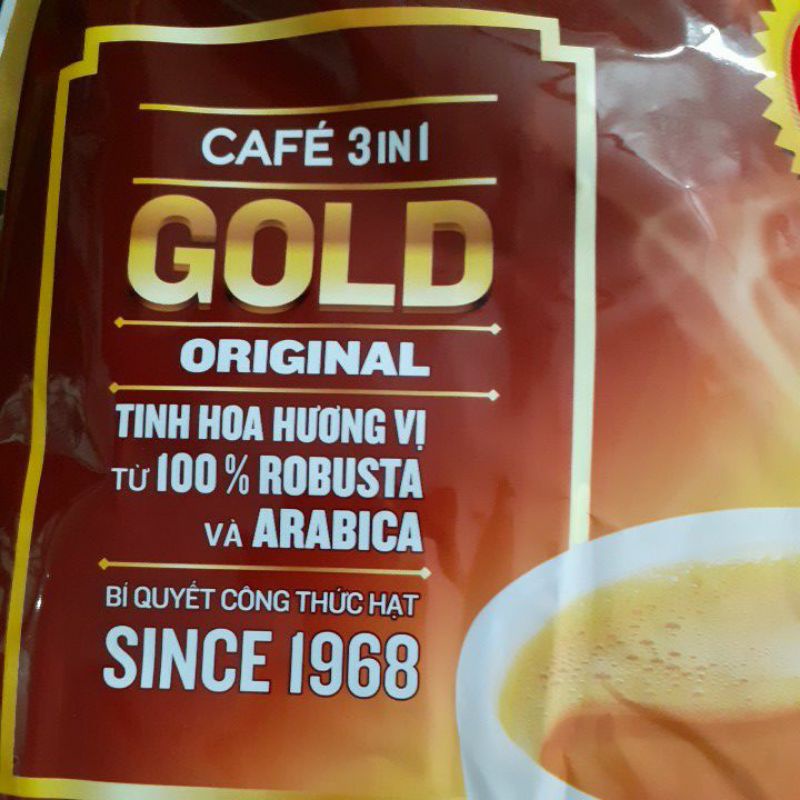 CAFÉ 3IN1
GOLD
ORIGINAL
TINH HOA HƯƠNG VỊ
TỪ 100 % ROBUSTA
VÀ ARABICA
BÍ QUYẾT CÔNG THỨC HẠT
SINCE 1968